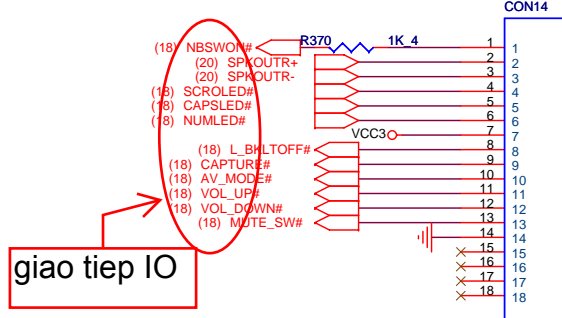 CON14
(18) NBSWON# R370 1K_4 1 1
(20) SPKOUTR+ 2 2
(20) SPKOUTR- 3 3
(18) SCROLED# 4 4
(18) CAPSLED# 5 5
(18) NUMLED# 6 6
VCC3 7 7
(18) L_BKLTOFF# 8 8
(18) CAPTURE# 9 9
(18) AV_MODE# 10 10
(18) VOL_UP# 11 11
(18) VOL_DOWN# 12 12
(18) MUTE_SW# 13 13
14 14
15 15
16 16
17 17
18 18
giao tiep IO